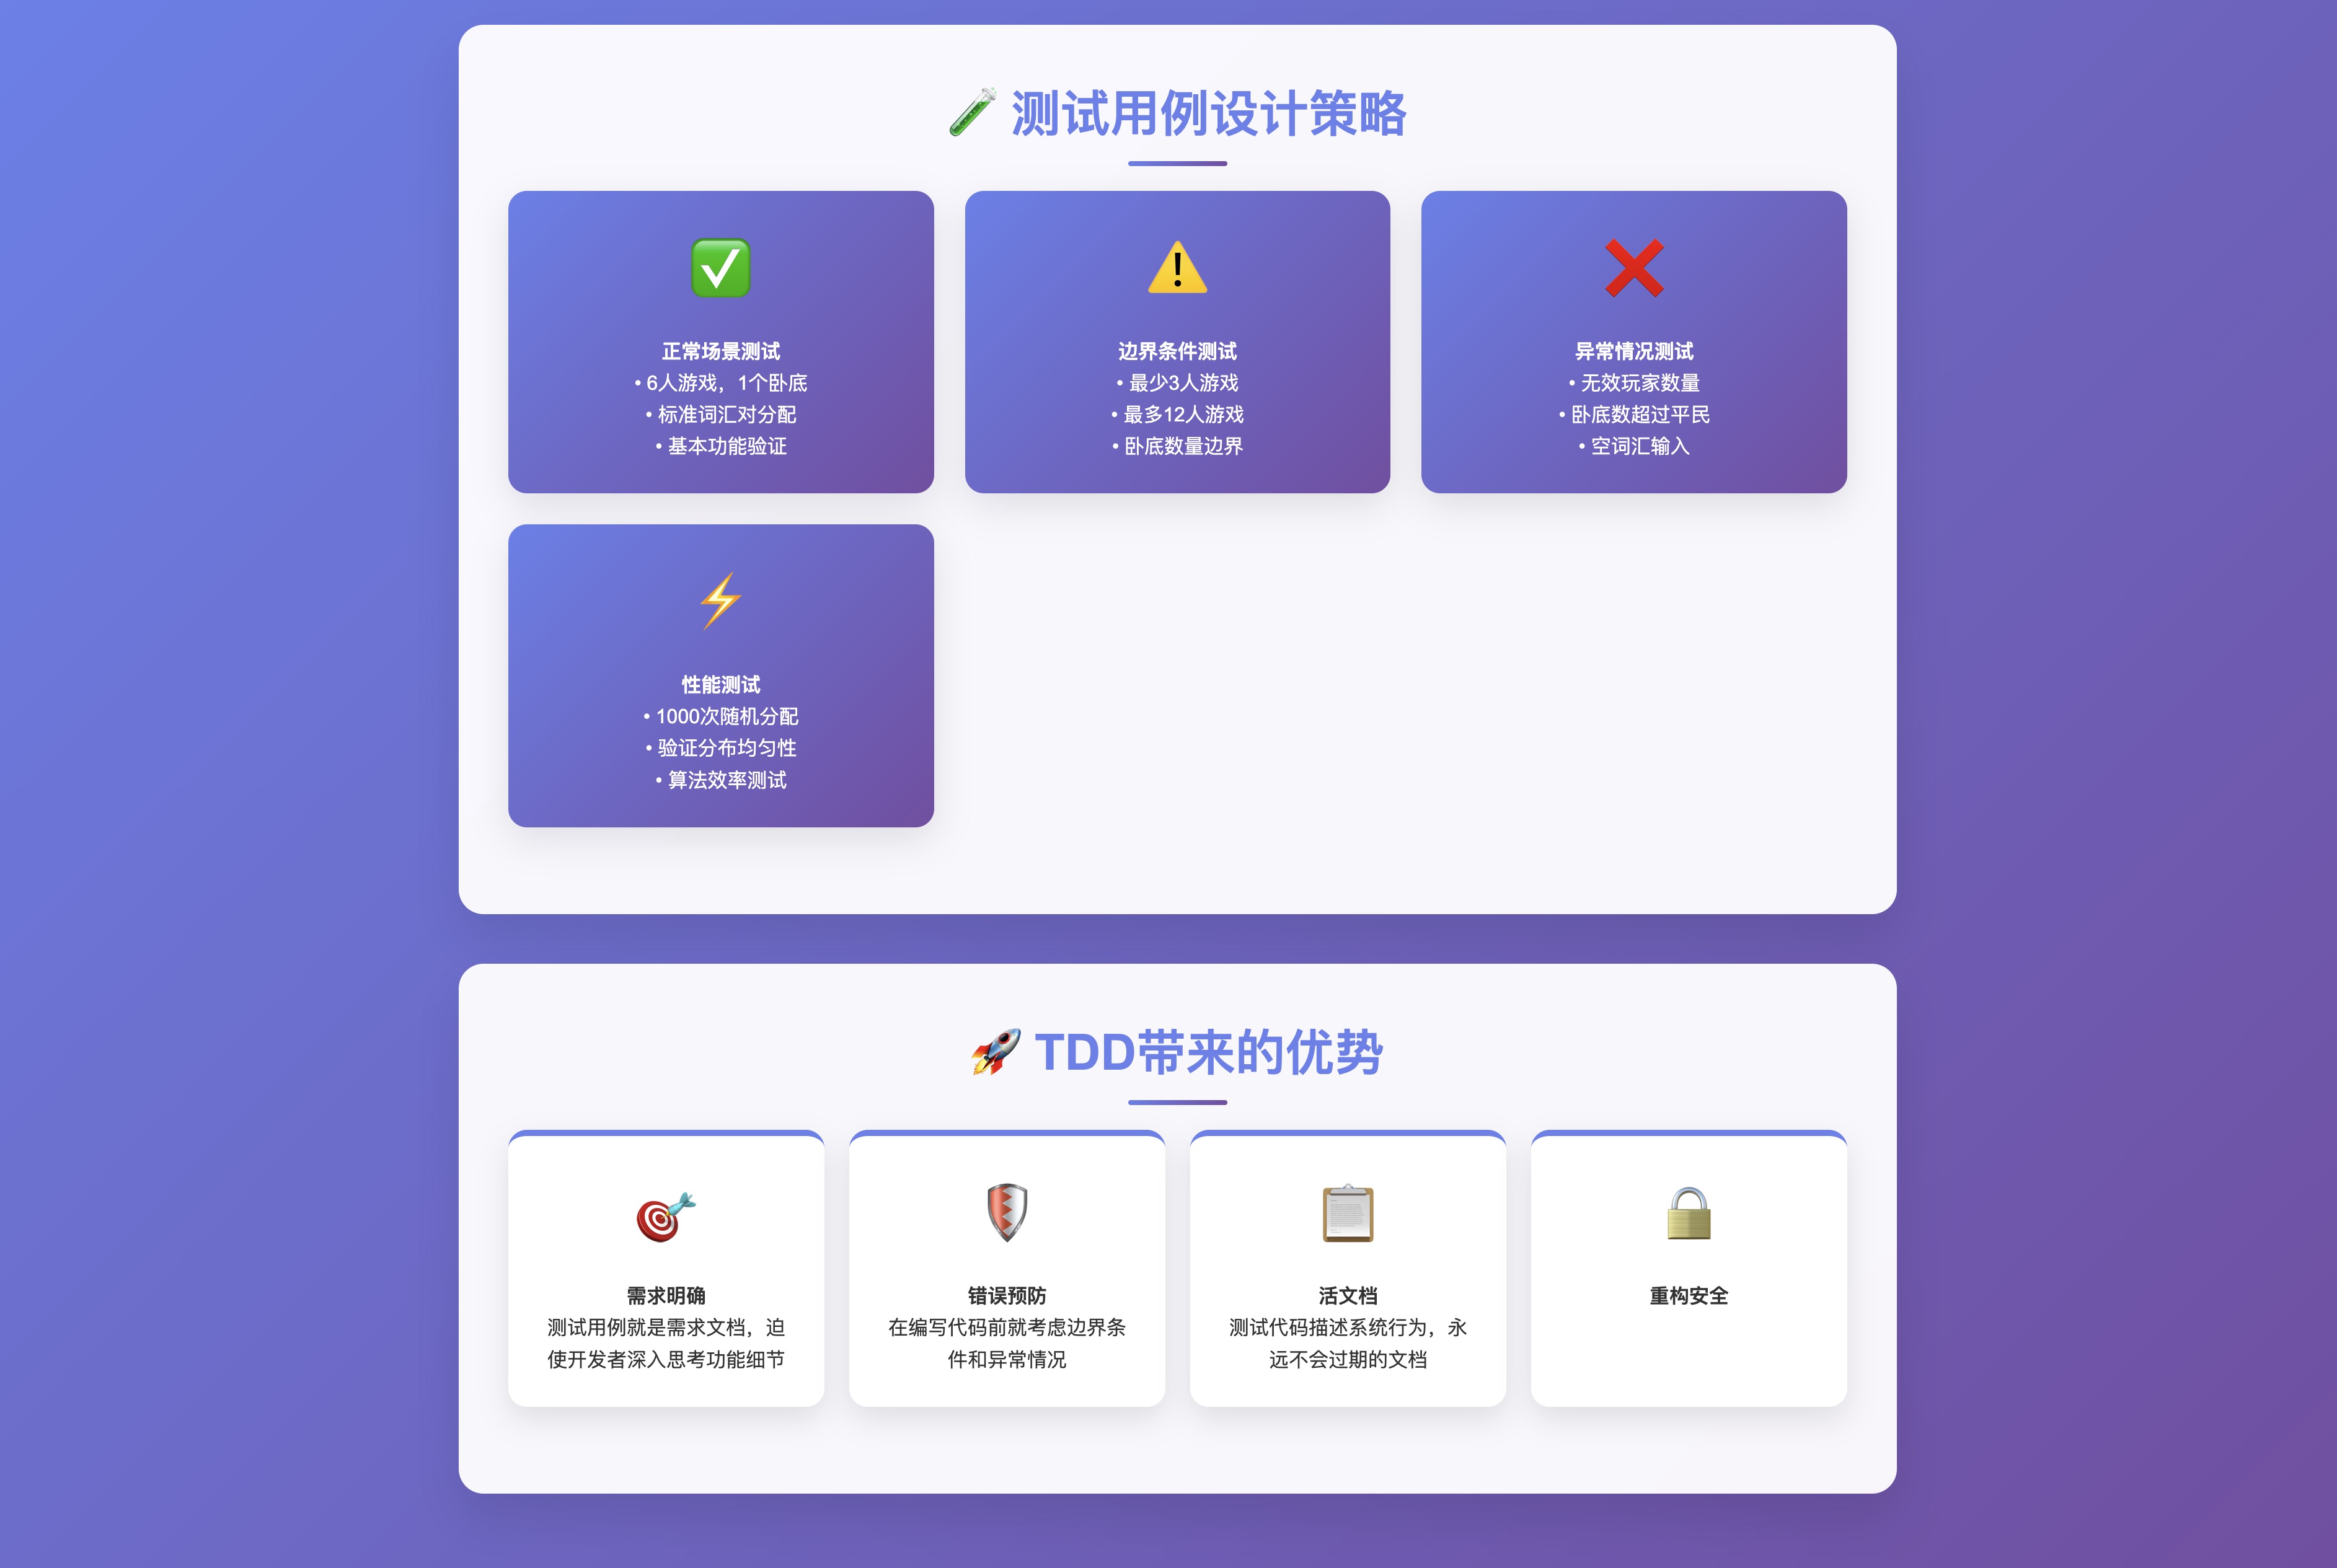 测试用例设计策略
正常场景测试
• 6人游戏，1个卧底
• 标准词汇对分配
• 基本功能验证
边界条件测试
• 最少3人游戏
• 最多12人游戏
• 卧底数量边界
异常情况测试
• 无效玩家数量
• 卧底数超过平民
• 空词汇输入
性能测试
• 1000次随机分配
• 验证分布均匀性
• 算法效率测试
TDD带来的优势
需求明确
测试用例就是需求文档，迫
使开发者深入思考功能细节
错误预防
在编写代码前就考虑边界条
件和异常情况
活文档
测试代码描述系统行为，永
远不会过期的文档
重构安全